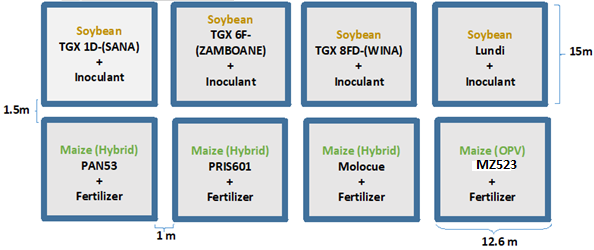 Soybean
TGX 1D-(SANA)
+
Inoculant
Soybean
TGX 6F-
(ZAMBOANE)
+
Inoculant
Soybean
TGX 8FD-(WINA)
+
Inoculant
Soybean
Lundi
+
Inoculant
15m
1.5m
Maize (Hybrid)
PAN53
+
Fertilizer
Maize (Hybrid)
PRIS601
+
Fertilizer
Maize (Hybrid)
Molocue
+
Fertilizer
Maize (OPV)
MZ523
+
Fertilizer
1 m
12.6 m